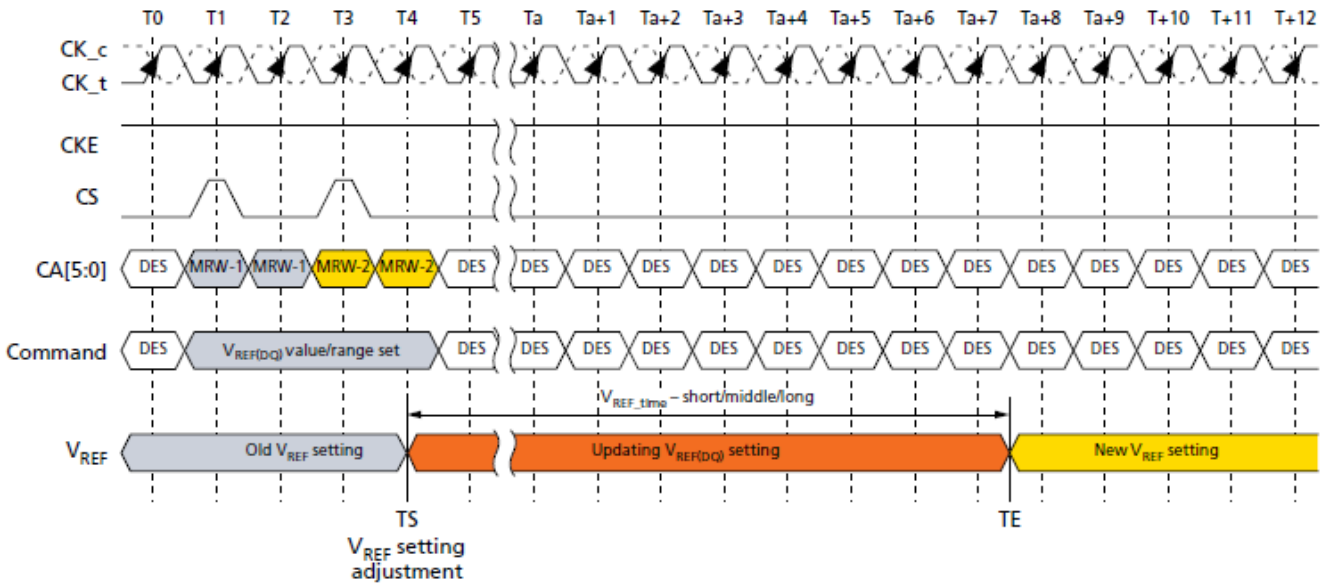 T0 T1 T2 T3 T4 T5 Ta Ta+1 Ta+2 Ta+3 Ta+4 Ta+5 Ta+6 Ta+7 Ta+8 Ta+9 T+10 T+11 T+12
CK_c
CK_t
CKE
CS
CA[5:0] DES MRW-1 MRW-1 MRW-2 MRW-2 DES DES DES DES DES DES DES DES DES DES DES DES DES DES
Command DES VREF(DQ) value/range set DES DES DES DES DES DES DES DES DES DES DES DES DES DES
VREF_time – short/middle/long
VREF Old VREF setting Updating VREF(DQ) setting New VREF setting
TS TE
VREF setting
adjustment